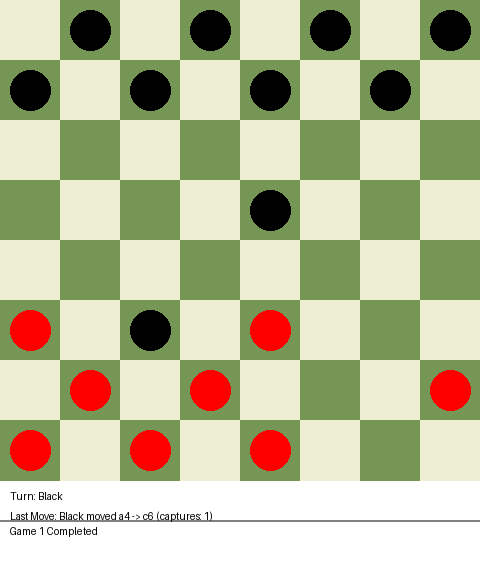 Turn: Black
Last Move: Black moved a4 -> c6 (captures: 1)
Game 1 Completed